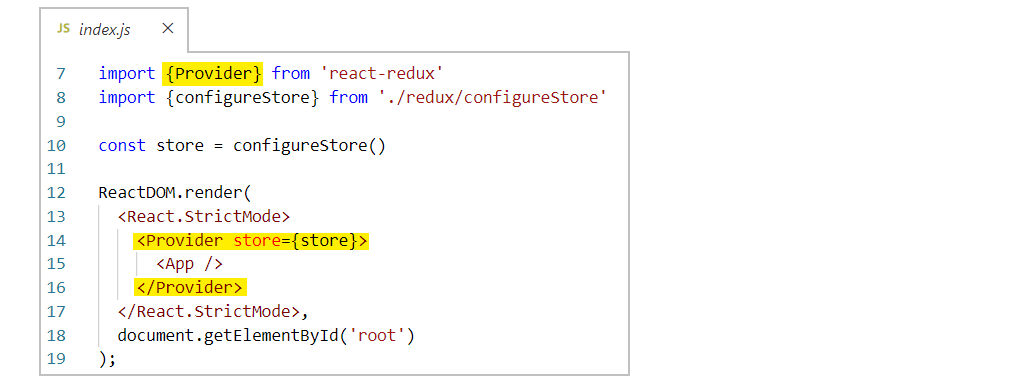 JS index.js ×
7 import {Provider} from 'react-redux'
8 import {configureStore} from './redux/configureStore'
9
10 const store = configureStore()
11
12 ReactDOM.render(
13 <React.StrictMode>
14 <Provider store={store}>
15 <App />
16 </Provider>
17 </React.StrictMode>,
18 document.getElementById('root')
19 );